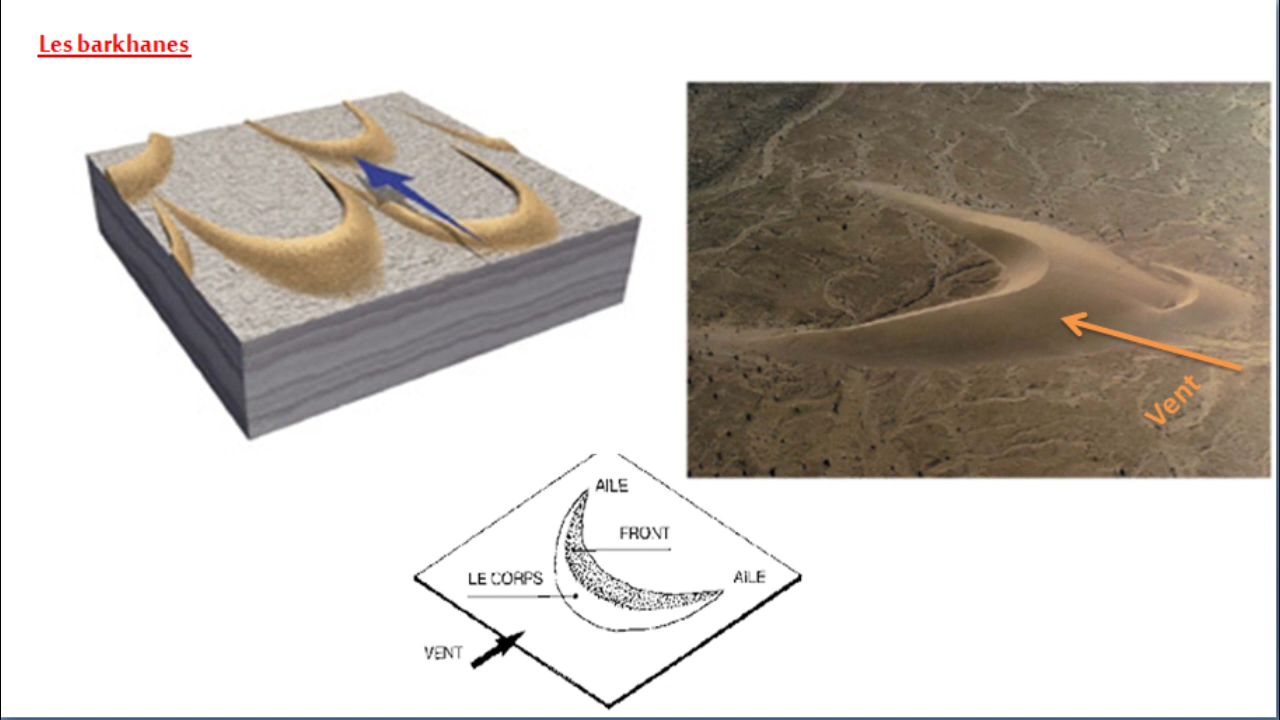 Les barkhanes
Vent
AILE
FRONT
LE CORPS
AILE
VENT